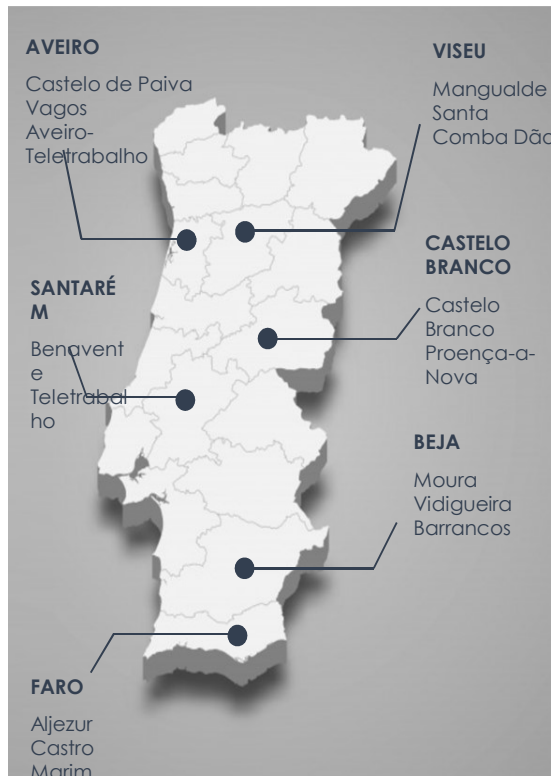 AVEIRO
Castelo de Paiva
Vagos
Aveiro-
Teletrabalho
VISEU
Mangualde
Santa
Comba Dão
CASTELO
BRANCO
Castelo
Branco
Proença-a-
Nova
SANTARÉ
M
Benavent
e
Teletrabal
ho
BEJA
Moura
Vidigueira
Barrancos
FARO
Aljezur
Castro
Marim